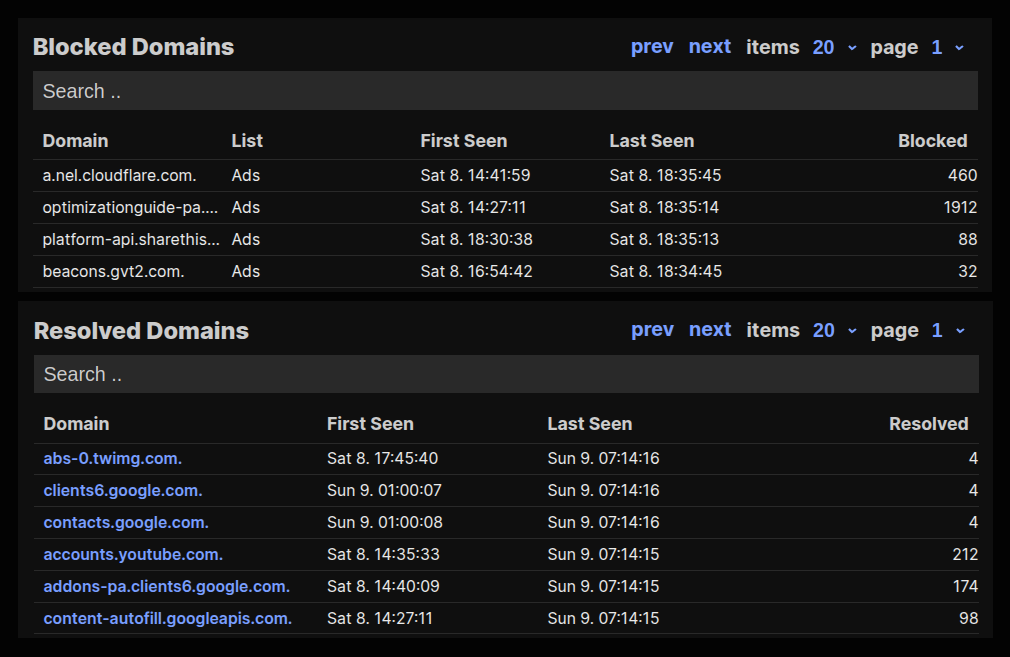 Blocked Domains prev next items 20 page 1
Search ..
Domain List First Seen Last Seen Blocked
a.nel.cloudflare.com. Ads Sat 8. 14:41:59 Sat 8. 18:35:45 460
optimizationguide-pa.... Ads Sat 8. 14:27:11 Sat 8. 18:35:14 1912
platform-api.sharethis... Ads Sat 8. 18:30:38 Sat 8. 18:35:13 88
beacons.gvt2.com. Ads Sat 8. 16:54:42 Sat 8. 18:34:45 32
Resolved Domains prev next items 20 page 1
Search ..
Domain First Seen Last Seen Resolved
abs-0.twimg.com. Sat 8. 17:45:40 Sun 9. 07:14:16 4
clients6.google.com. Sun 9. 01:00:07 Sun 9. 07:14:16 4
contacts.google.com. Sun 9. 01:00:08 Sun 9. 07:14:16 4
accounts.youtube.com. Sat 8. 14:35:33 Sun 9. 07:14:15 212
addons-pa.clients6.google.com. Sat 8. 14:40:09 Sun 9. 07:14:15 174
content-autofill.googleapis.com. Sat 8. 14:27:11 Sun 9. 07:14:15 98